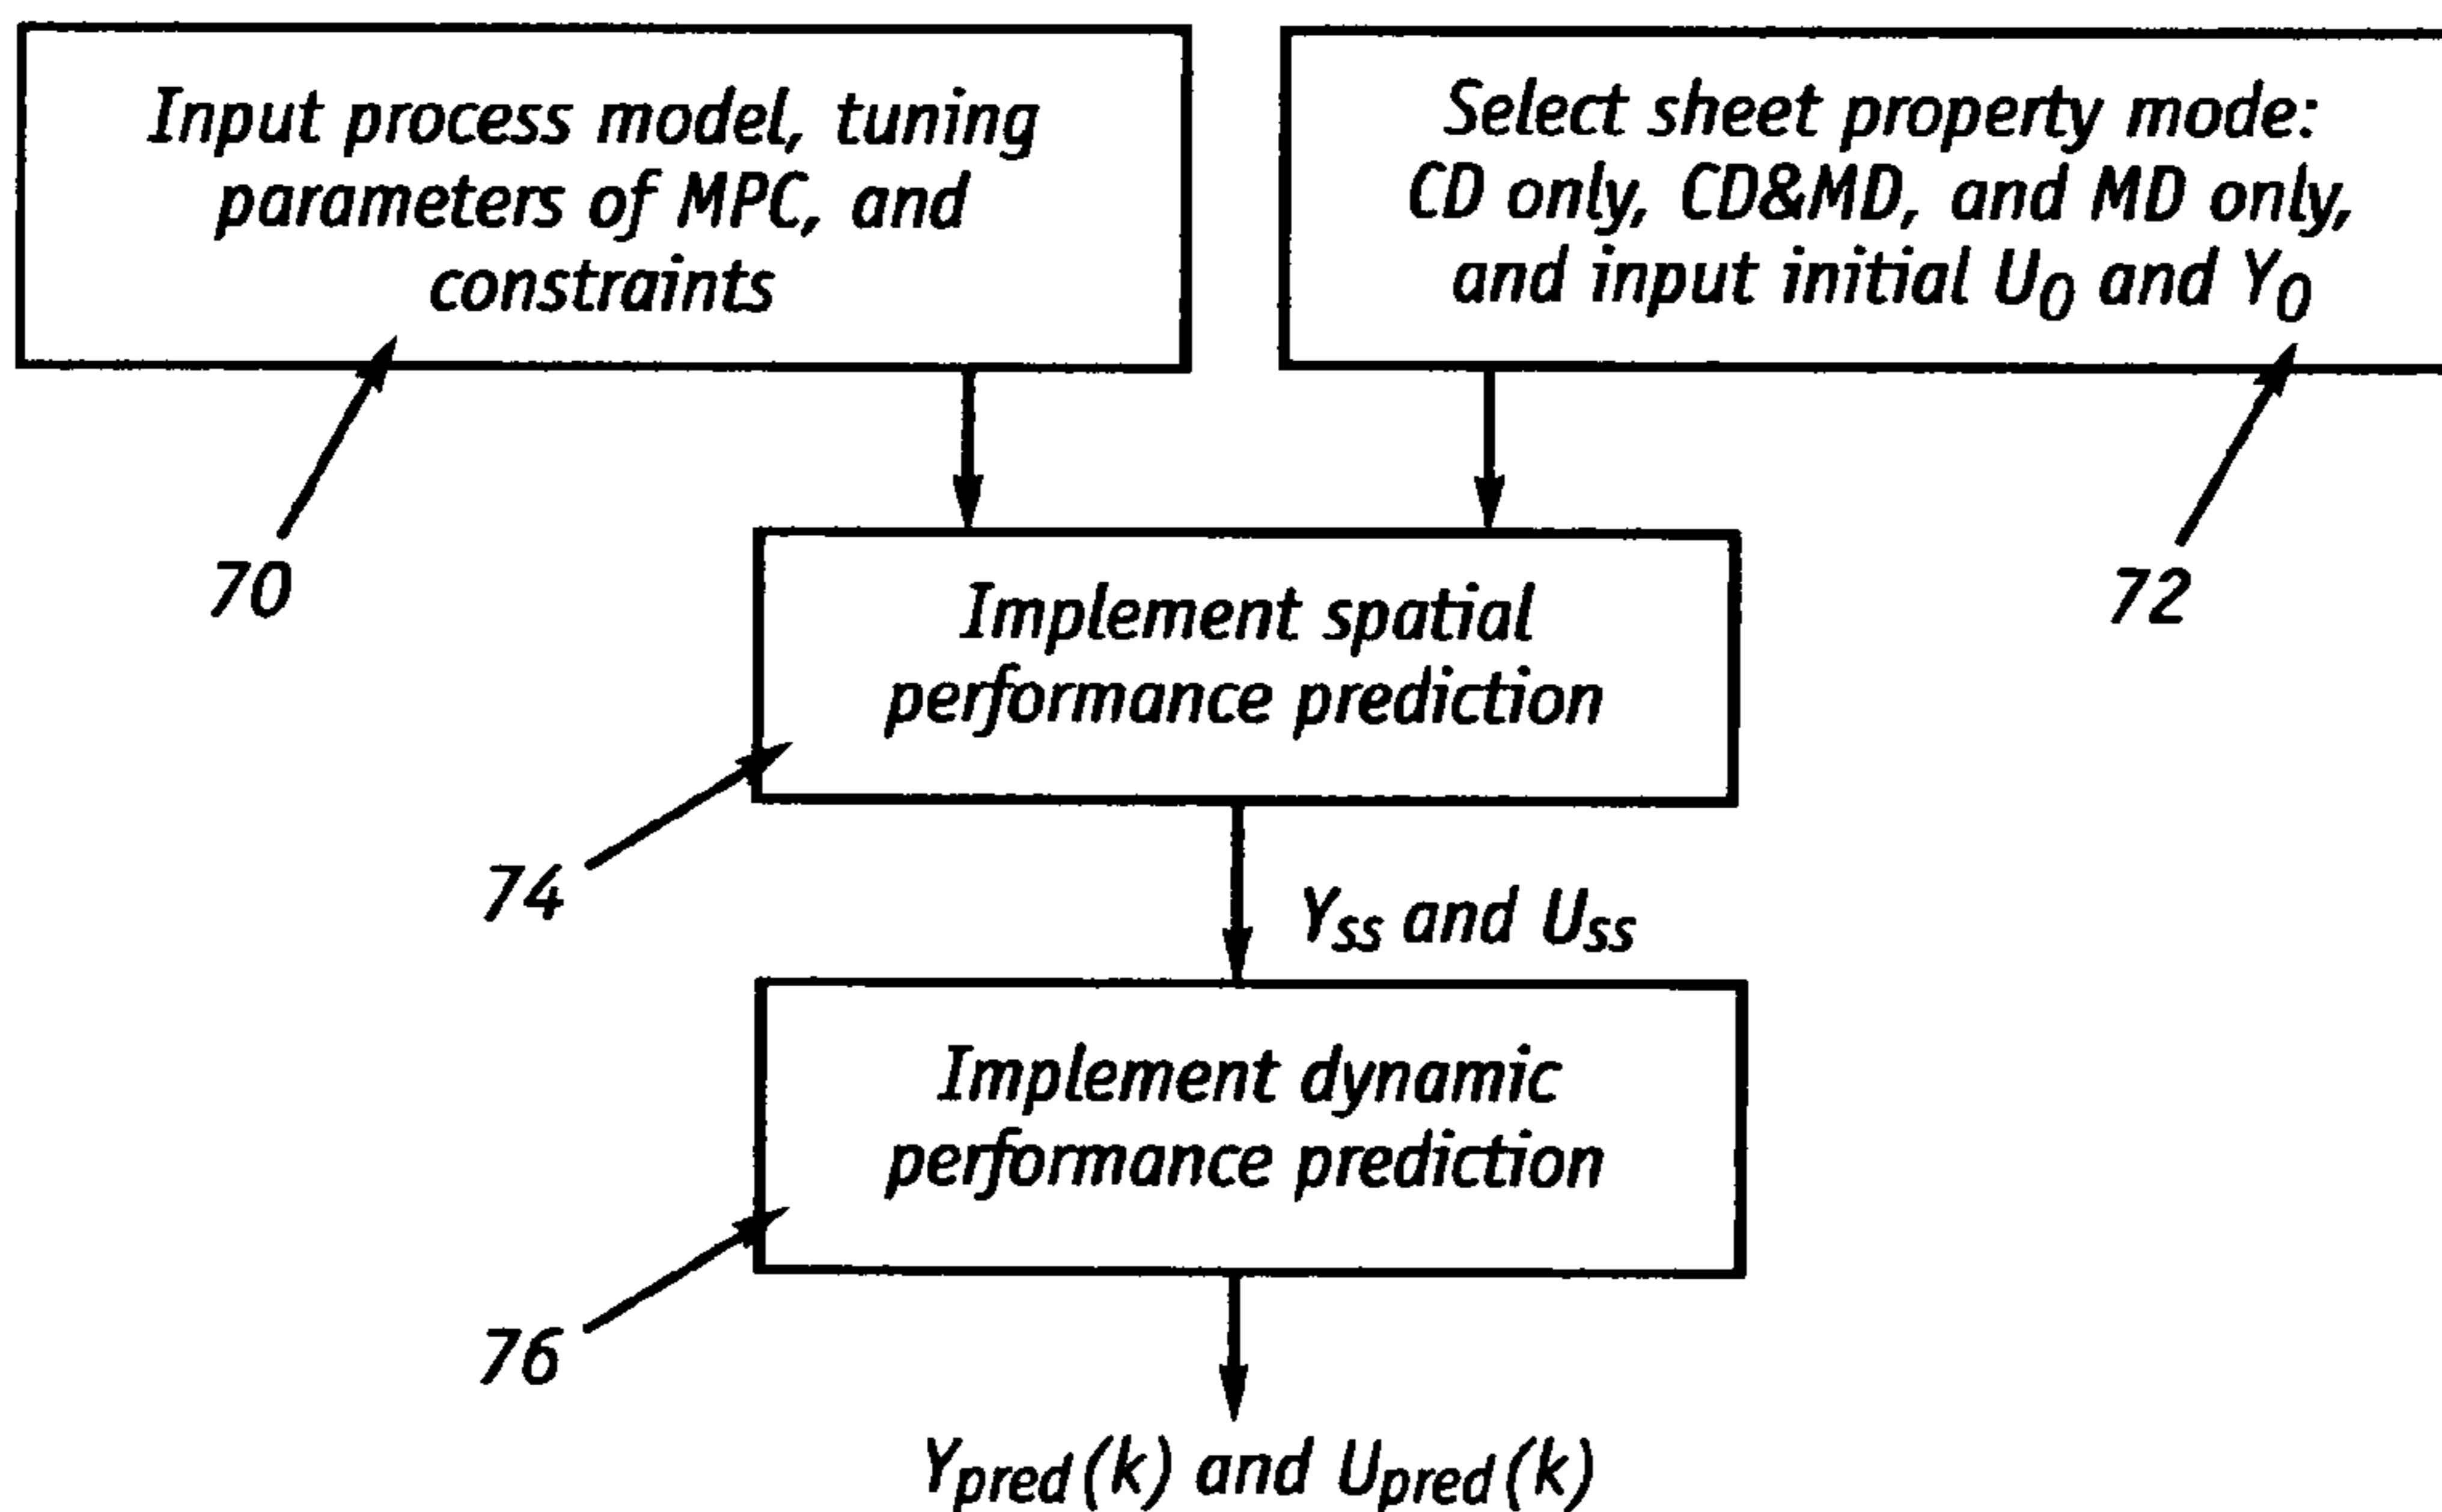 Input process model, tuning
parameters of MPC, and
constraints
Select sheet property mode:
CD only, CD&MD, and MD only,
and input initial U0 and Y0
70
72
Implement spatial
performance prediction
74
Yss and Uss
Implement dynamic
performance prediction
76
Ypred(k) and Upred(k)